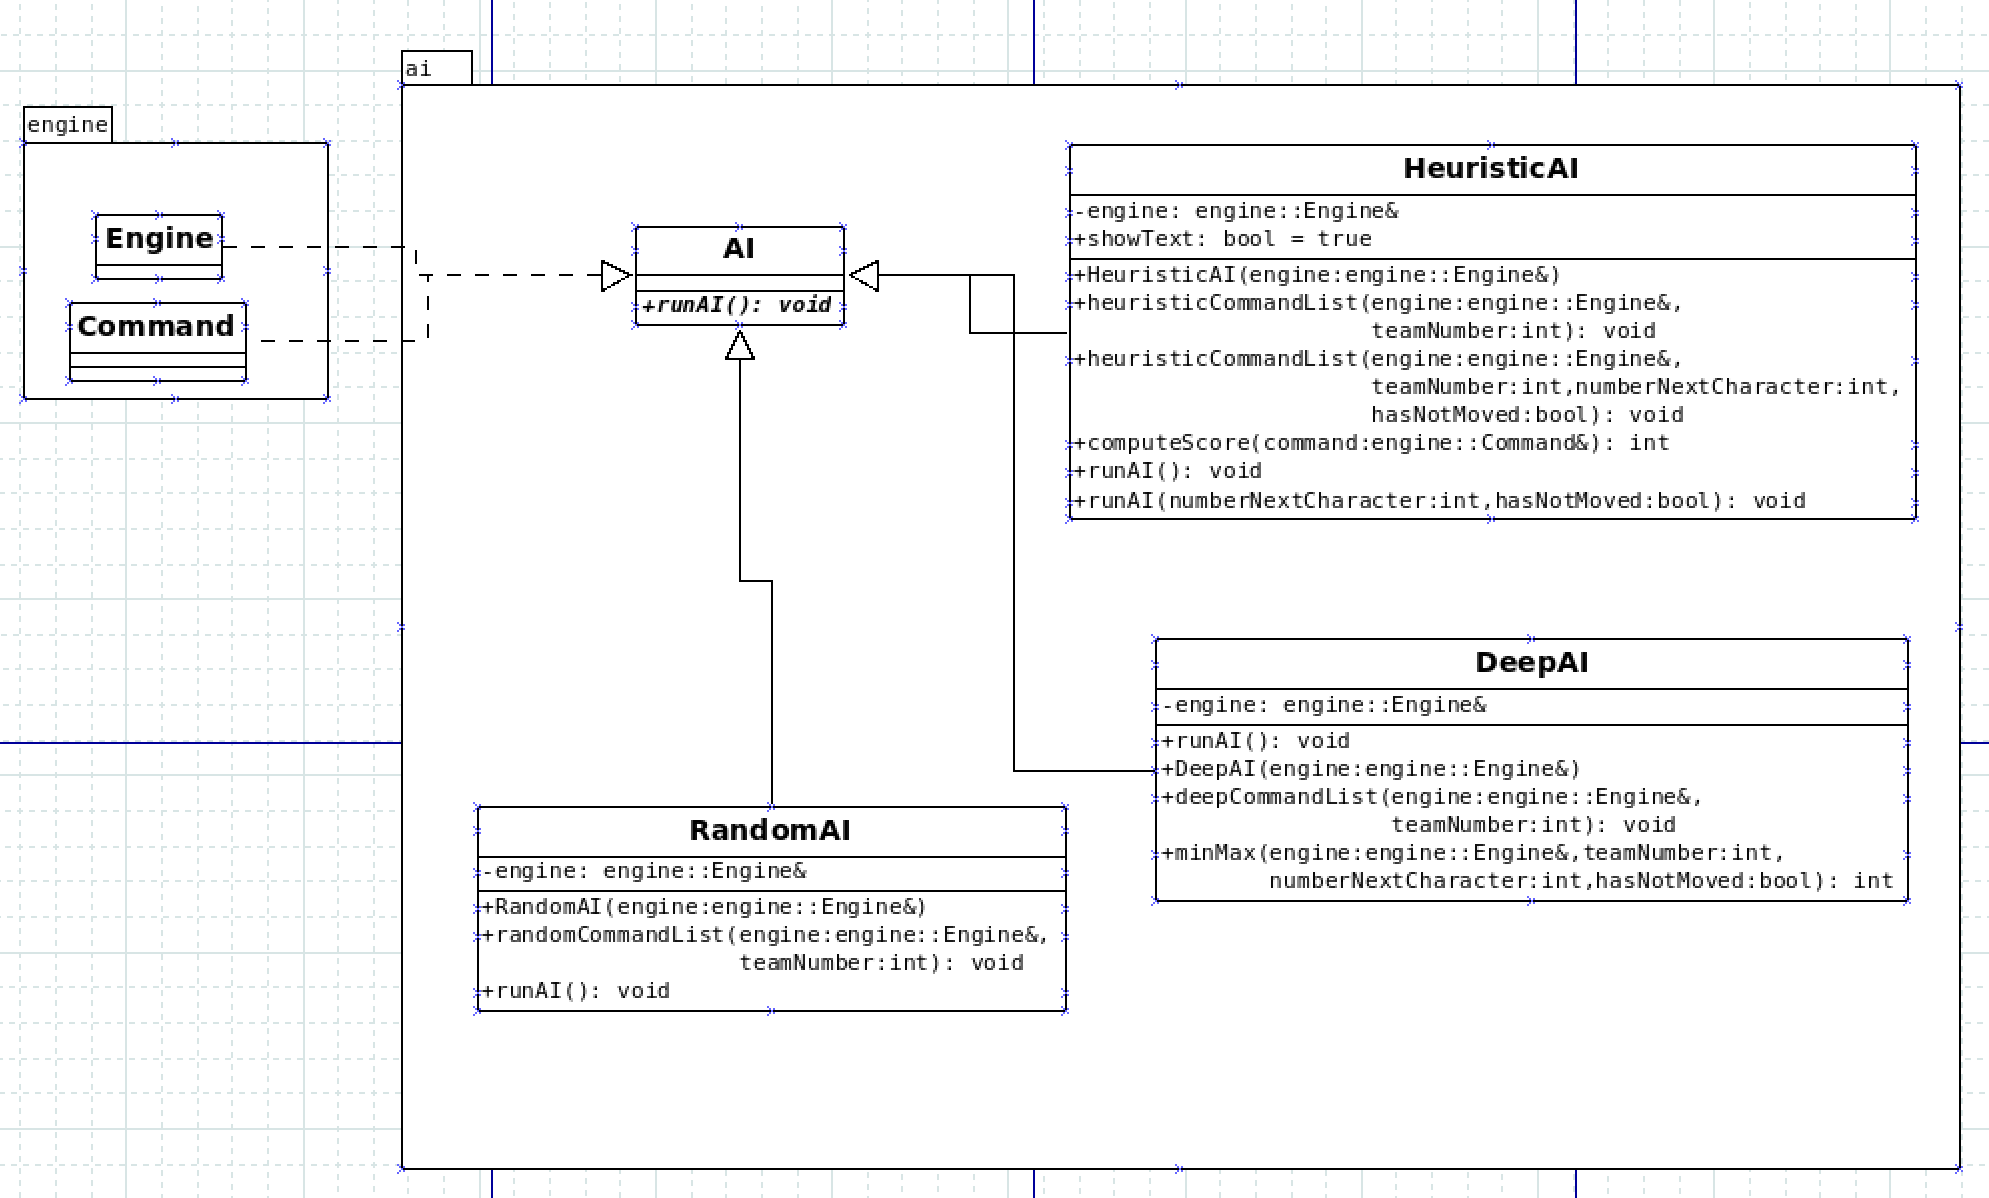 ai
engine
Engine
Command
AI
+runAI(): void
HeuristicAI
-engine: engine::Engine&
+showText: bool = true
+HeuristicAI(engine:engine::Engine&)
+heuristicCommandList(engine:engine::Engine&,
teamNumber:int): void
+heuristicCommandList(engine:engine::Engine&,
teamNumber:int,numberNextCharacter:int,
hasNotMoved:bool): void
+computeScore(command:engine::Command&): int
+runAI(): void
+runAI(numberNextCharacter:int,hasNotMoved:bool): void
DeepAI
-engine: engine::Engine&
+runAI(): void
+DeepAI(engine:engine::Engine&)
+deepCommandList(engine:engine::Engine&,
teamNumber:int): void
+minMax(engine:engine::Engine&,teamNumber:int,
numberNextCharacter:int,hasNotMoved:bool): int
RandomAI
-engine: engine::Engine&
+RandomAI(engine:engine::Engine&)
+randomCommandList(engine:engine::Engine&,
teamNumber:int): void
+runAI(): void